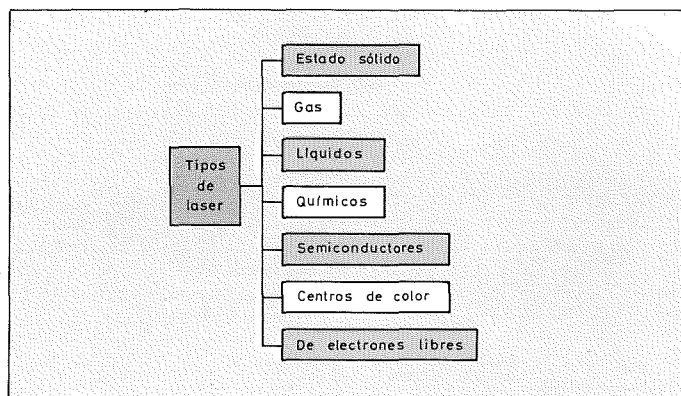 Tipos
de
laser
Estado sólido
Gas
Líquidos
Químicos
Semiconductores
Centros de color
De electrones libres